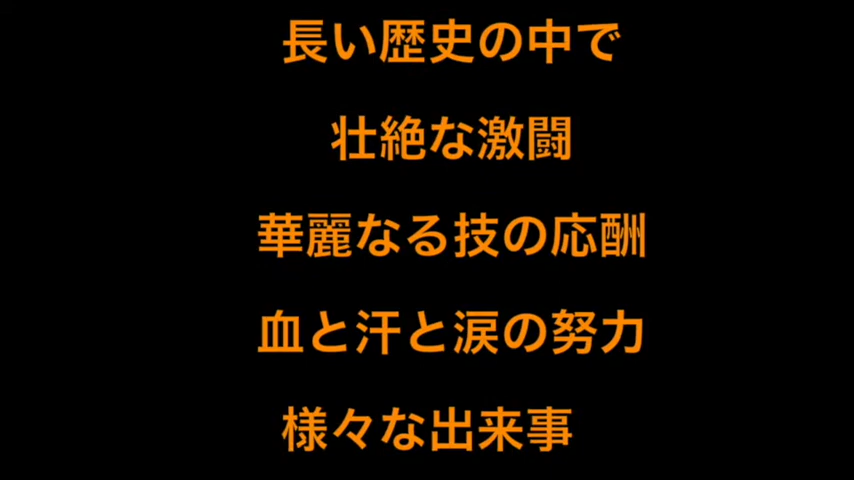 長い歴史の中で
壮絶な激闘
華麗なる技の応酬
血と汗と涙の努力
様々な出来事